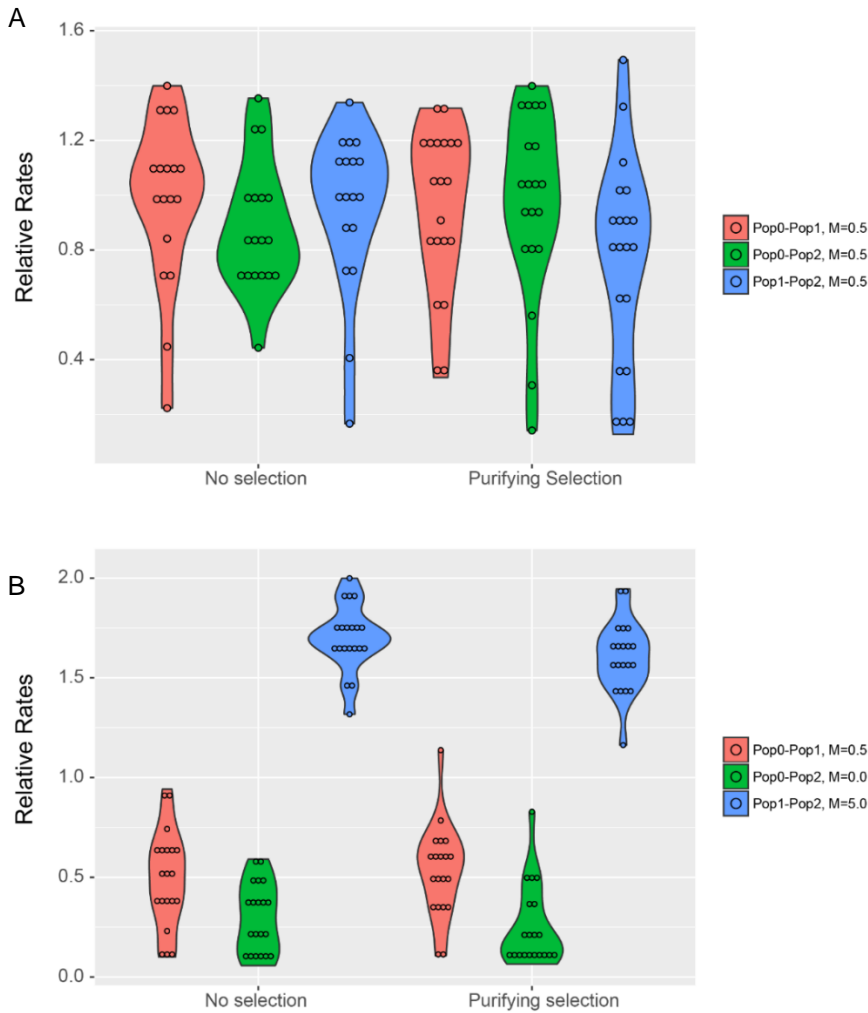 A
Relative Rates
1.6
1.2
0.8
0.4
No selection
Purifying Selection
Pop0-Pop1, M=0.5
Pop0-Pop2, M=0.5
Pop1-Pop2, M=0.5
B
Relative Rates
2.0
1.5
1.0
0.5
0.0
No selection
Purifying selection
Pop0-Pop1, M=0.5
Pop0-Pop2, M=0.0
Pop1-Pop2, M=5.0